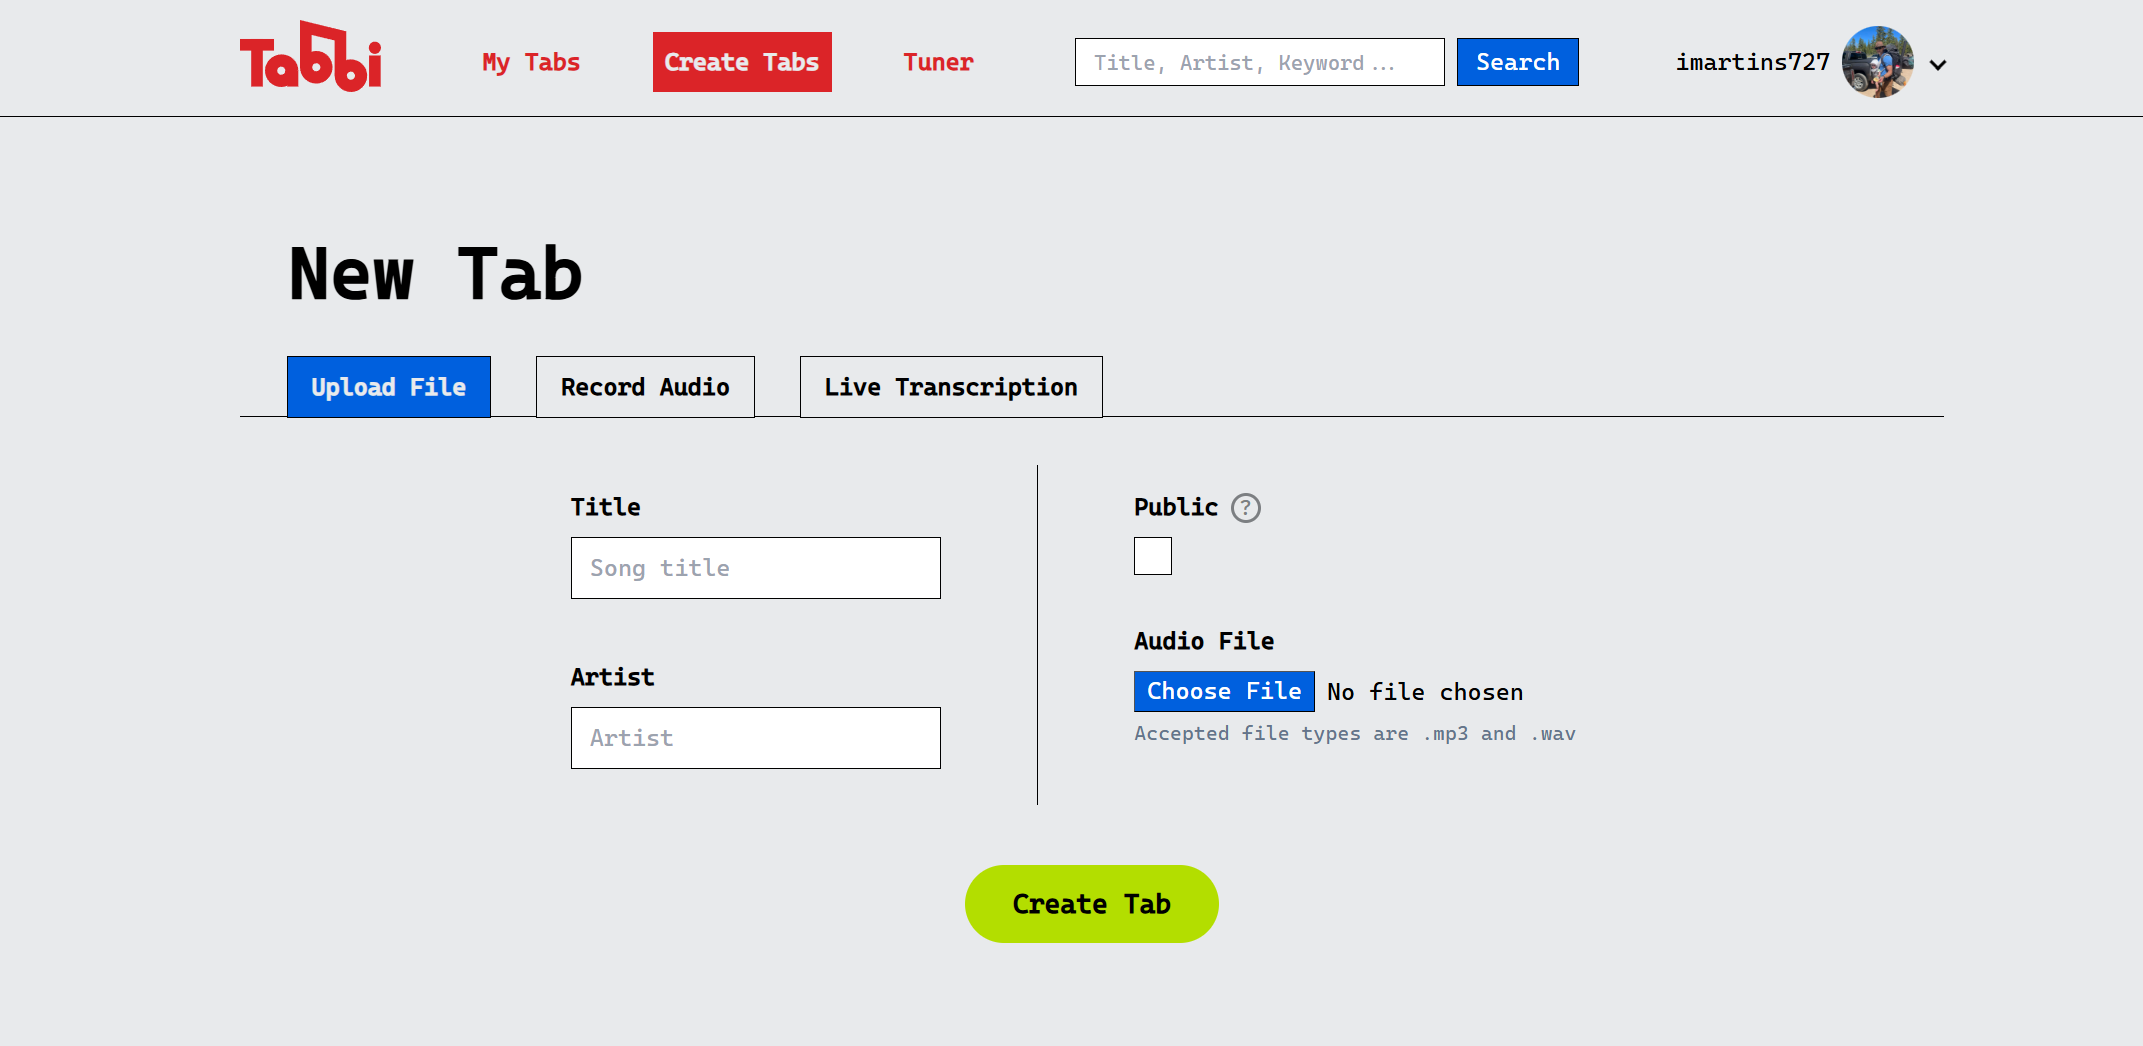 Tabbi
My Tabs
Create Tabs
Tuner
Title, Artist, Keyword...
Search
imartins727
New Tab
Upload File
Record Audio
Live Transcription
Title
Song title
Artist
Artist
Public ?
Audio File
Choose File No file chosen
Accepted file types are .mp3 and .wav
Create Tab